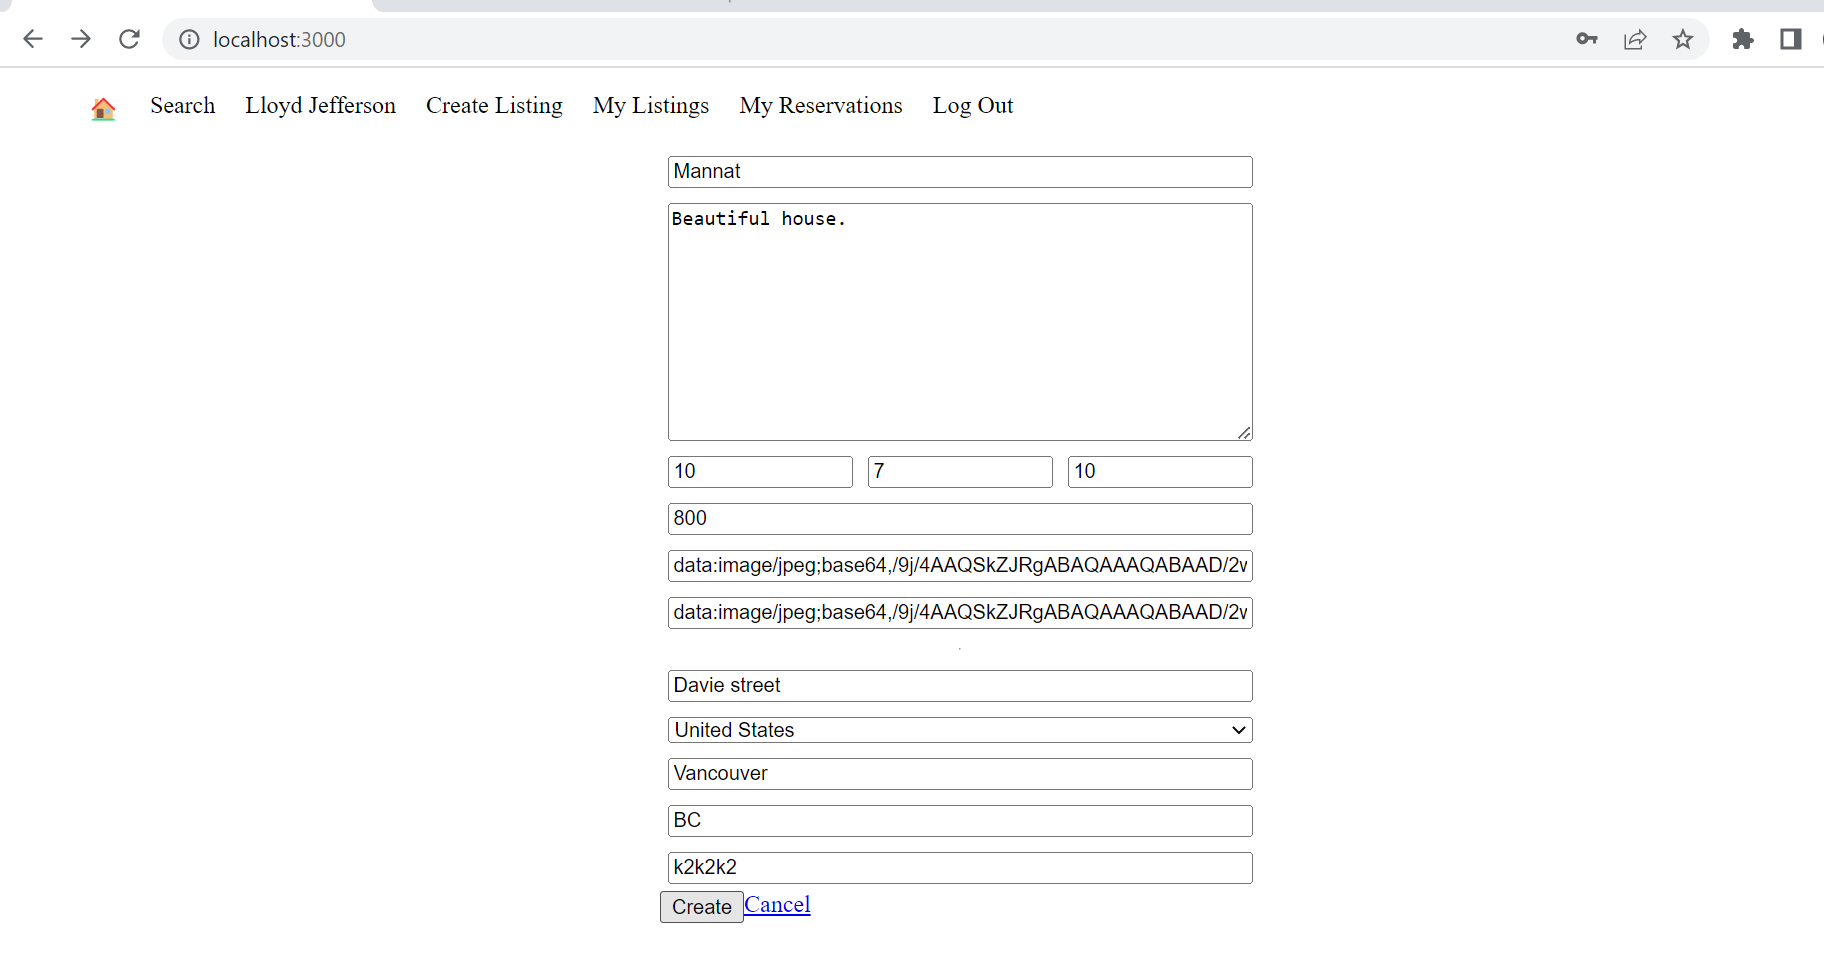 localhost:3000
Search Lloyd Jefferson Create Listing My Listings My Reservations Log Out
Mannat
Beautiful house.
10 7 10
800
data:image/jpeg;base64,/9j/4AAQSkZJRgABAQAAAQABAAD/2w
data:image/jpeg;base64,/9j/4AAQSkZJRgABAQAAAQABAAD/2w
Davie street
United States
Vancouver
BC
k2k2k2
Create Cancel